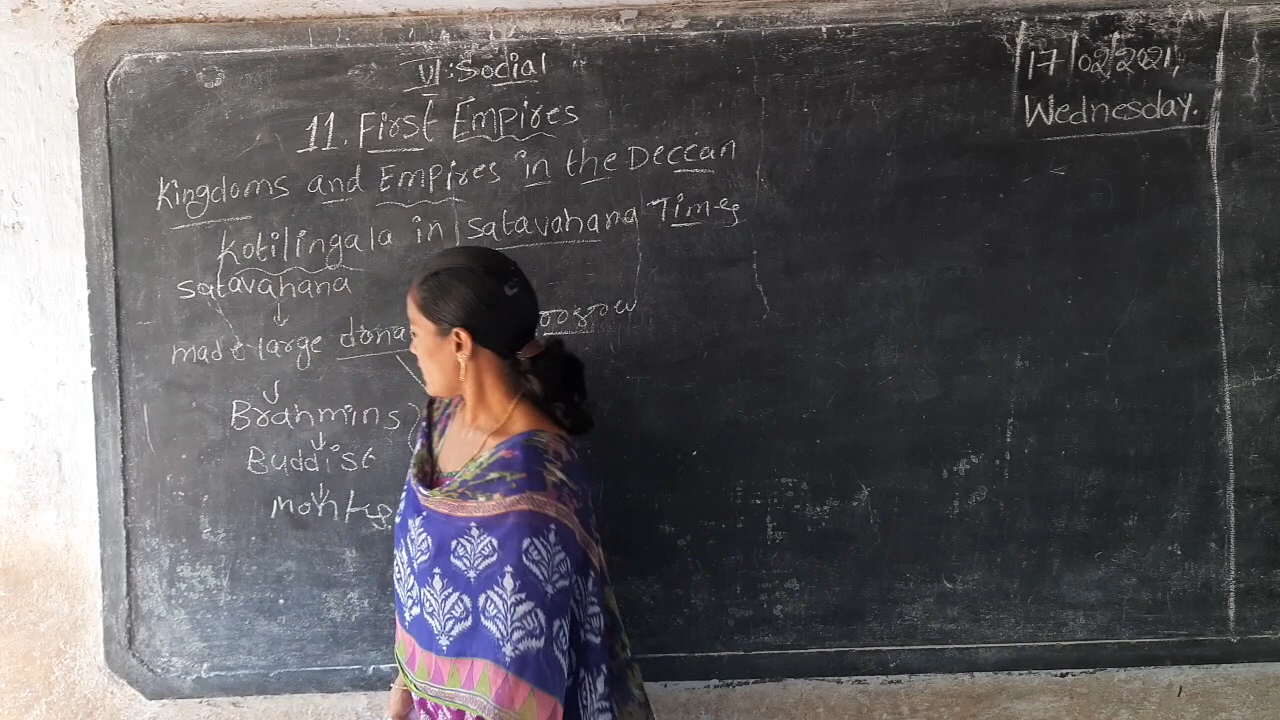 VI : Social
17/02/2021,
Wednesday.
11. First Empires
Kingdoms and Empires in the Deccan
Kotilingala in Satavahana Times
Satavahana
↓
made large dona
↓
Brahmins
↓
Buddist
↓